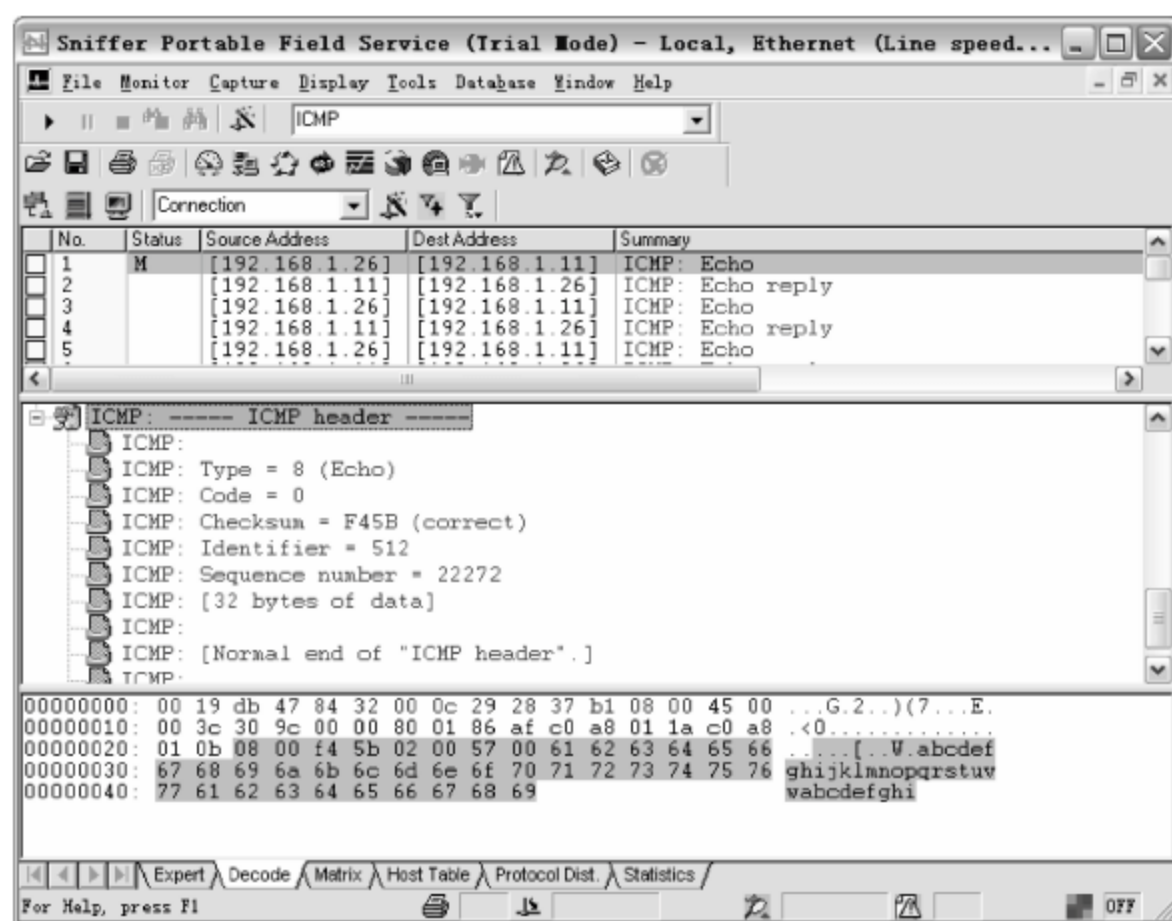 Sniffer Portable Field Service (Trial Mode) - Local, Ethernet (Line speed...
File Monitor Capture Display Tools Database Window Help
ICMP
Connection
No. Status Source Address Dest Address Summary
1 M [192.168.1.26] [192.168.1.11] ICMP: Echo
2 [192.168.1.11] [192.168.1.26] ICMP: Echo reply
3 [192.168.1.26] [192.168.1.11] ICMP: Echo
4 [192.168.1.11] [192.168.1.26] ICMP: Echo reply
5 [192.168.1.26] [192.168.1.11] ICMP: Echo
ICMP: ----- ICMP header -----
ICMP:
ICMP: Type = 8 (Echo)
ICMP: Code = 0
ICMP: Checksum = F45B (correct)
ICMP: Identifier = 512
ICMP: Sequence number = 22272
ICMP: [32 bytes of data]
ICMP:
ICMP: [Normal end of "ICMP header".]
ICMP:
00000000: 00 19 db 47 84 32 00 0c 29 28 37 b1 08 00 45 00 ...G.2..)(7...E.
00000010: 00 3c 30 9c 00 00 80 01 86 af c0 a8 01 1a c0 a8 .<0.............
00000020: 01 0b 08 00 f4 5b 02 00 57 00 61 62 63 64 65 66 .....[..W.abcdef
00000030: 67 68 69 6a 6b 6c 6d 6e 6f 70 71 72 73 74 75 76 ghijklmnopqrstuv
00000040: 77 61 62 63 64 65 66 67 68 69 wabcdefghi
Expert Decode Matrix Host Table Protocol Dist. Statistics
For Help, press F1 OFF